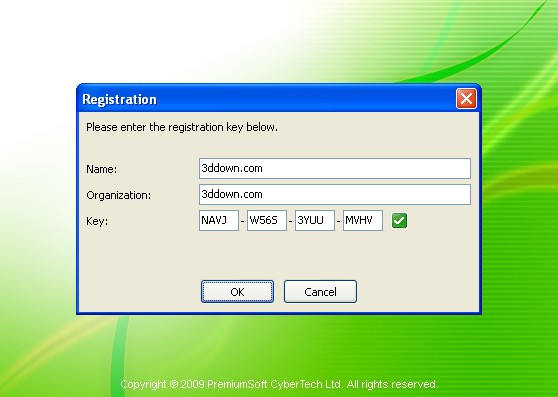 Registration
Please enter the registration key below.
Name: 3ddown.com
Organization: 3ddown.com
Key: NAVJ - W56S - 3YUU - MVHV
OK Cancel
Copyright © 2009 PremiumSoft CyberTech Ltd. All rights reserved.